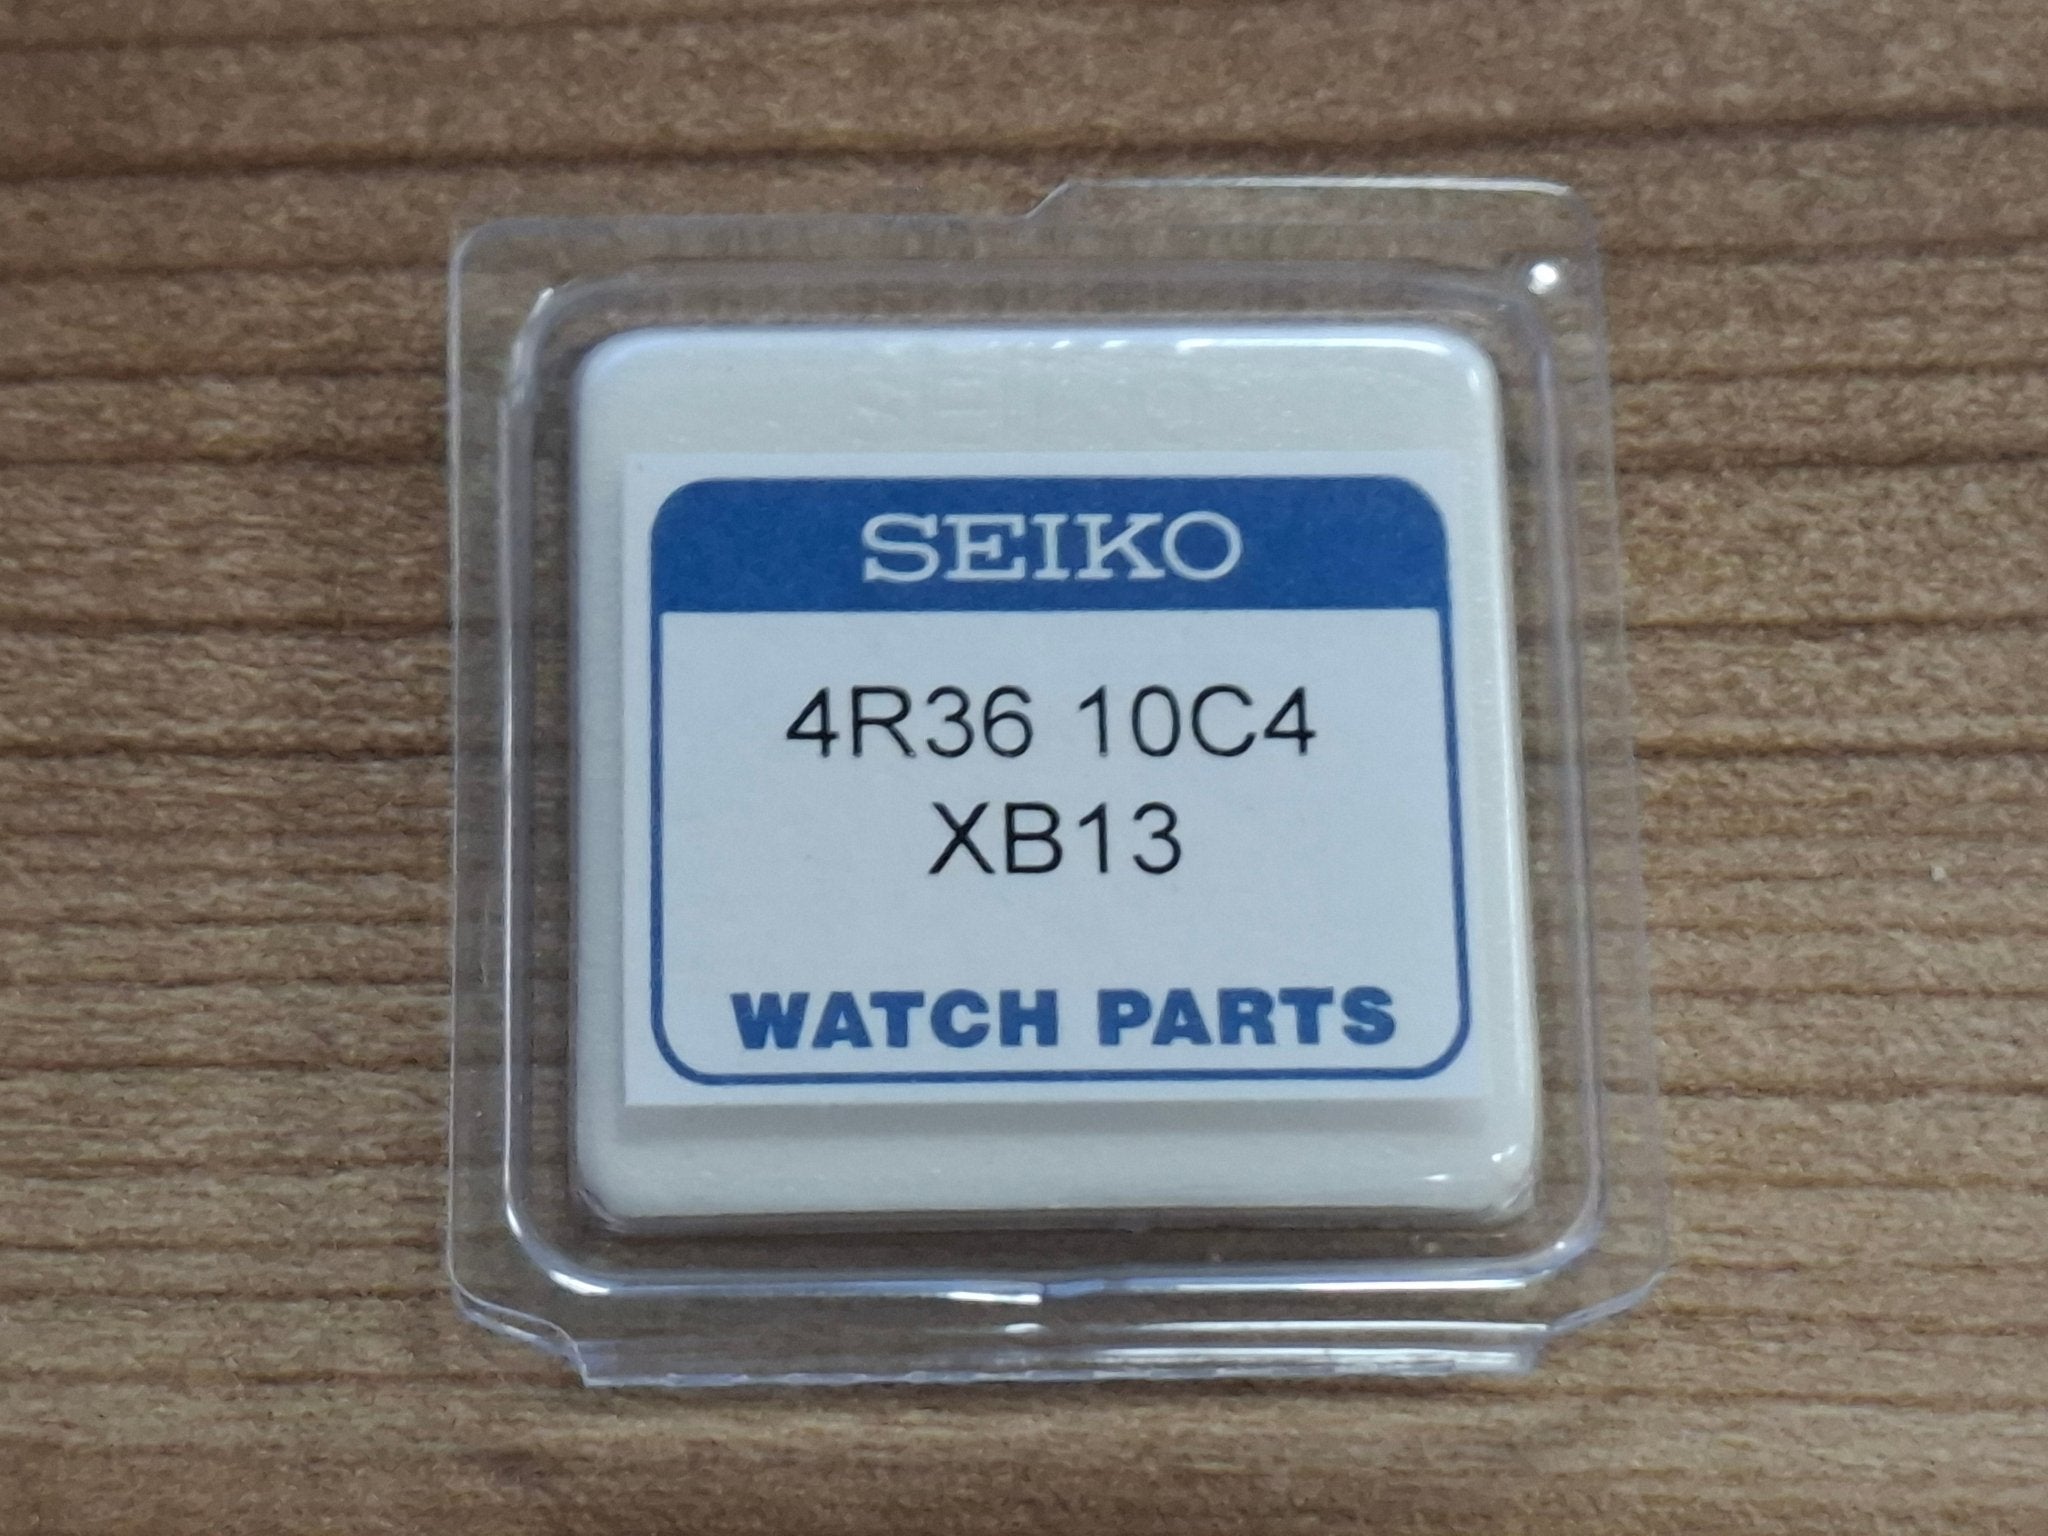 SEIKO
4R36 10C4
XB13
WATCH PARTS